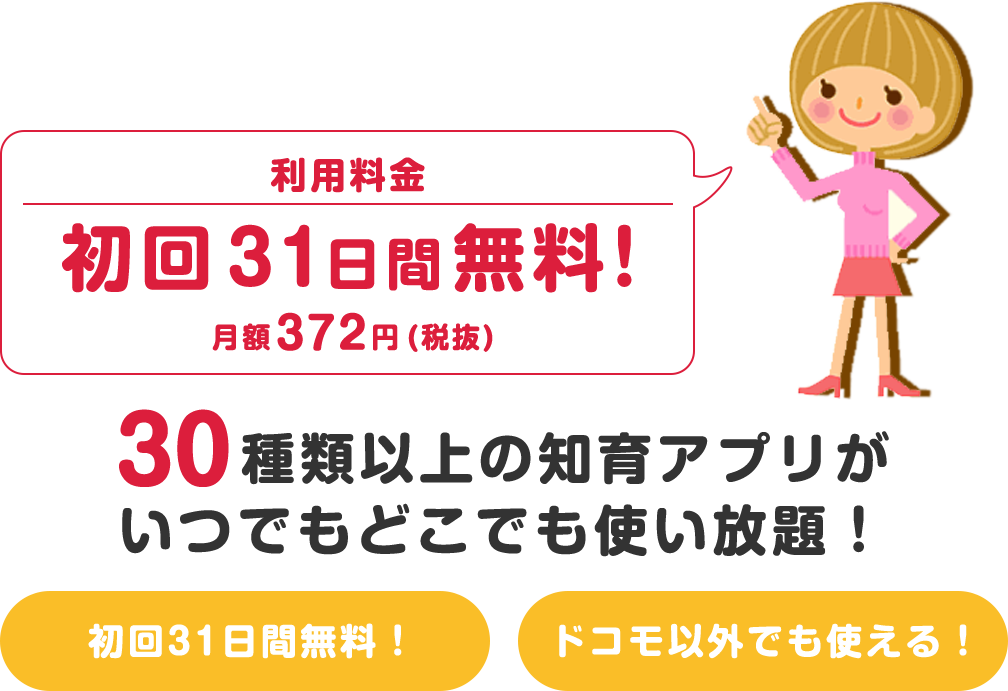 利用料金
初回31日間無料!
月額372円(税抜)
30種類以上の知育アプリが
いつでもどこでも使い放題！
初回31日間無料！
ドコモ以外でも使える！